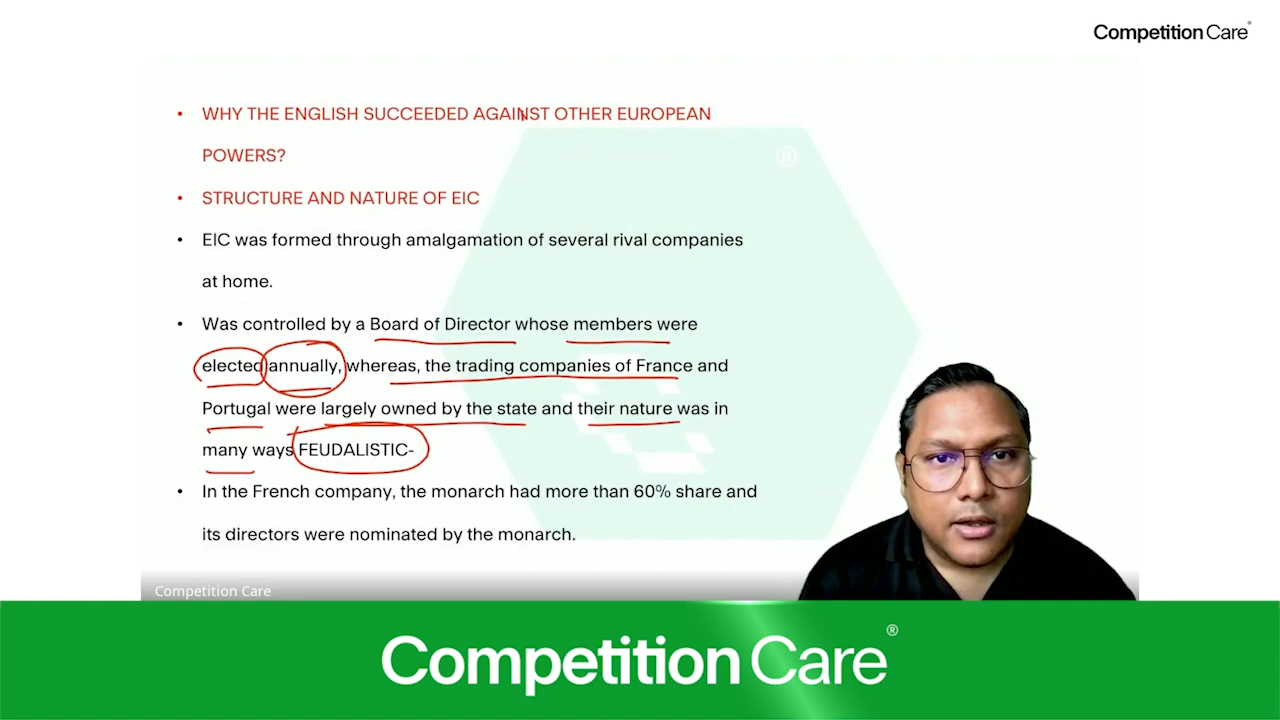 Competition Care®
• WHY THE ENGLISH SUCCEEDED AGAINST OTHER EUROPEAN
POWERS?
• STRUCTURE AND NATURE OF EIC
• EIC was formed through amalgamation of several rival companies
at home.
• Was controlled by a Board of Director whose members were
elected annually, whereas, the trading companies of France and
Portugal were largely owned by the state and their nature was in
many ways FEUDALISTIC-
• In the French company, the monarch had more than 60% share and
its directors were nominated by the monarch.
®
Competition Care
Competition Care®